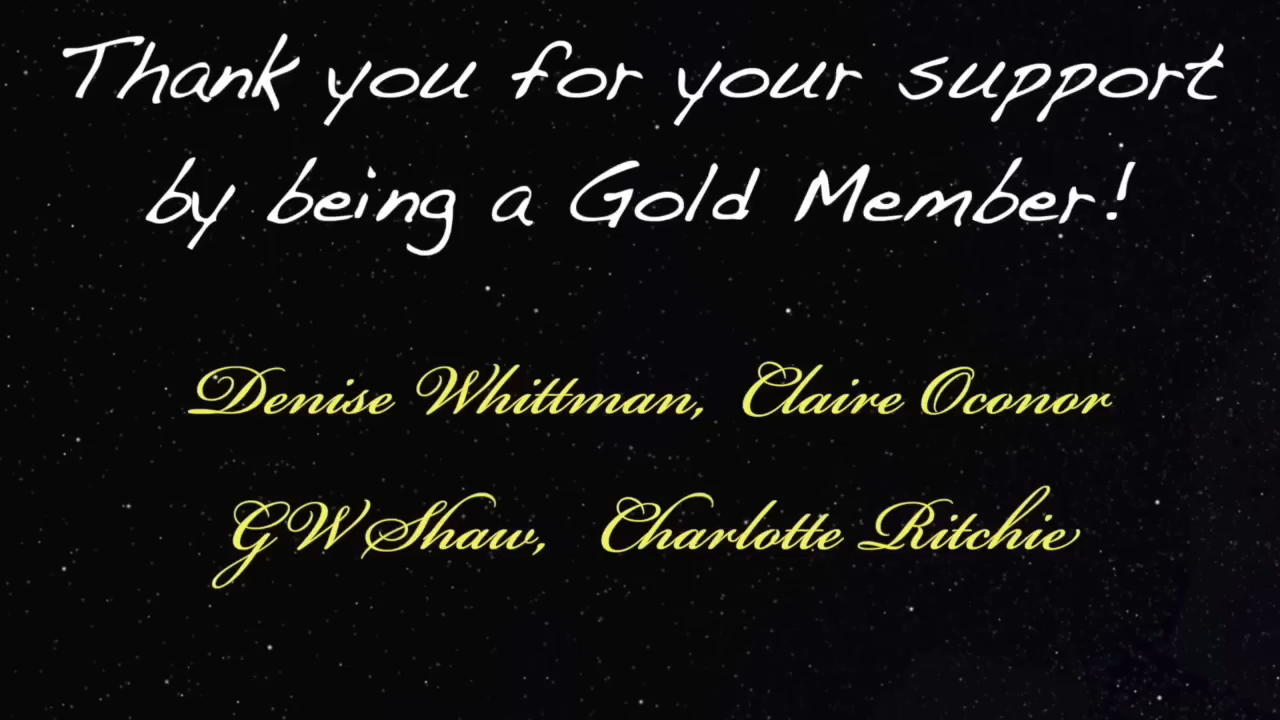 Thank you for your support
by being a Gold Member!
Denise Whittman, Claire Oconor
GW Shaw, Charlotte Ritchie